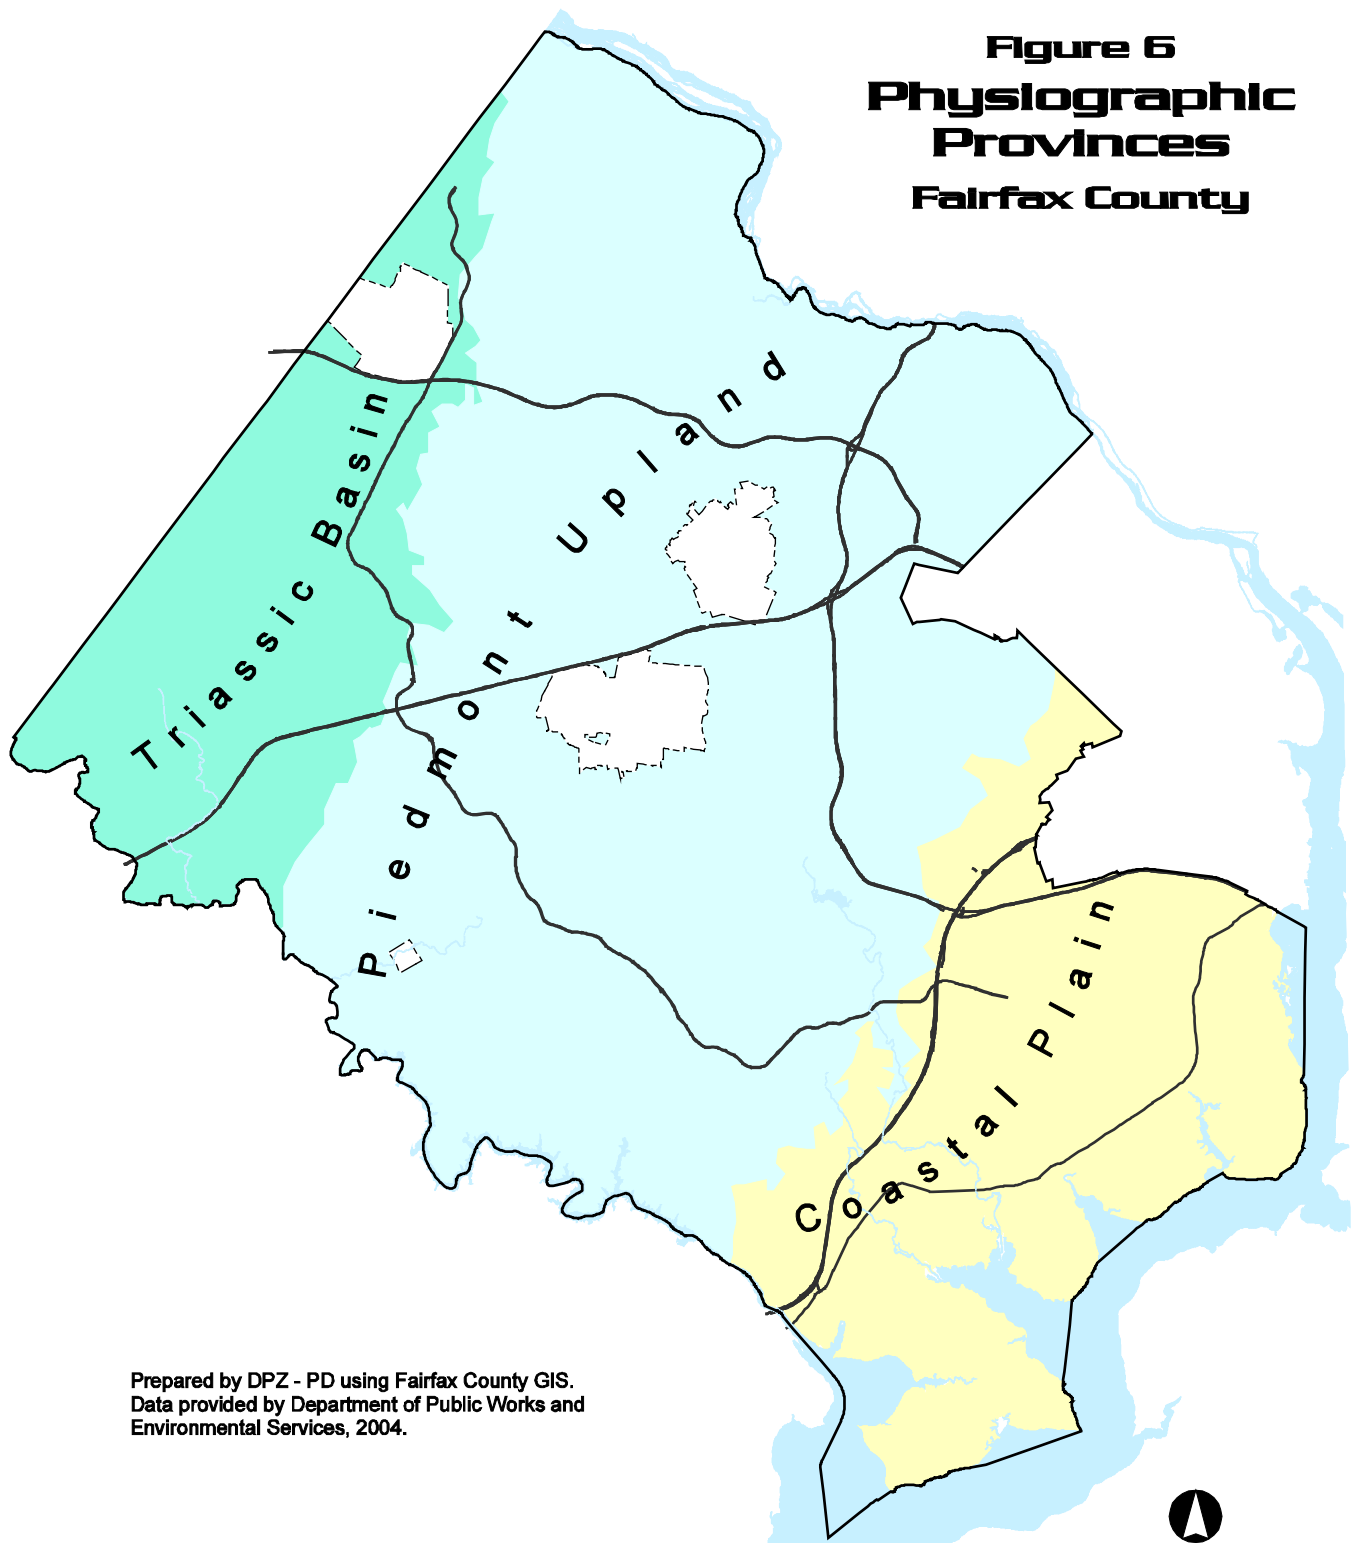 Figure 6
Physiographic
Provinces
Fairfax County
Triassic Basin
Piedmont Upland
Coastal Plain
Prepared by DPZ - PD using Fairfax County GIS.
Data provided by Department of Public Works and
Environmental Services, 2004.